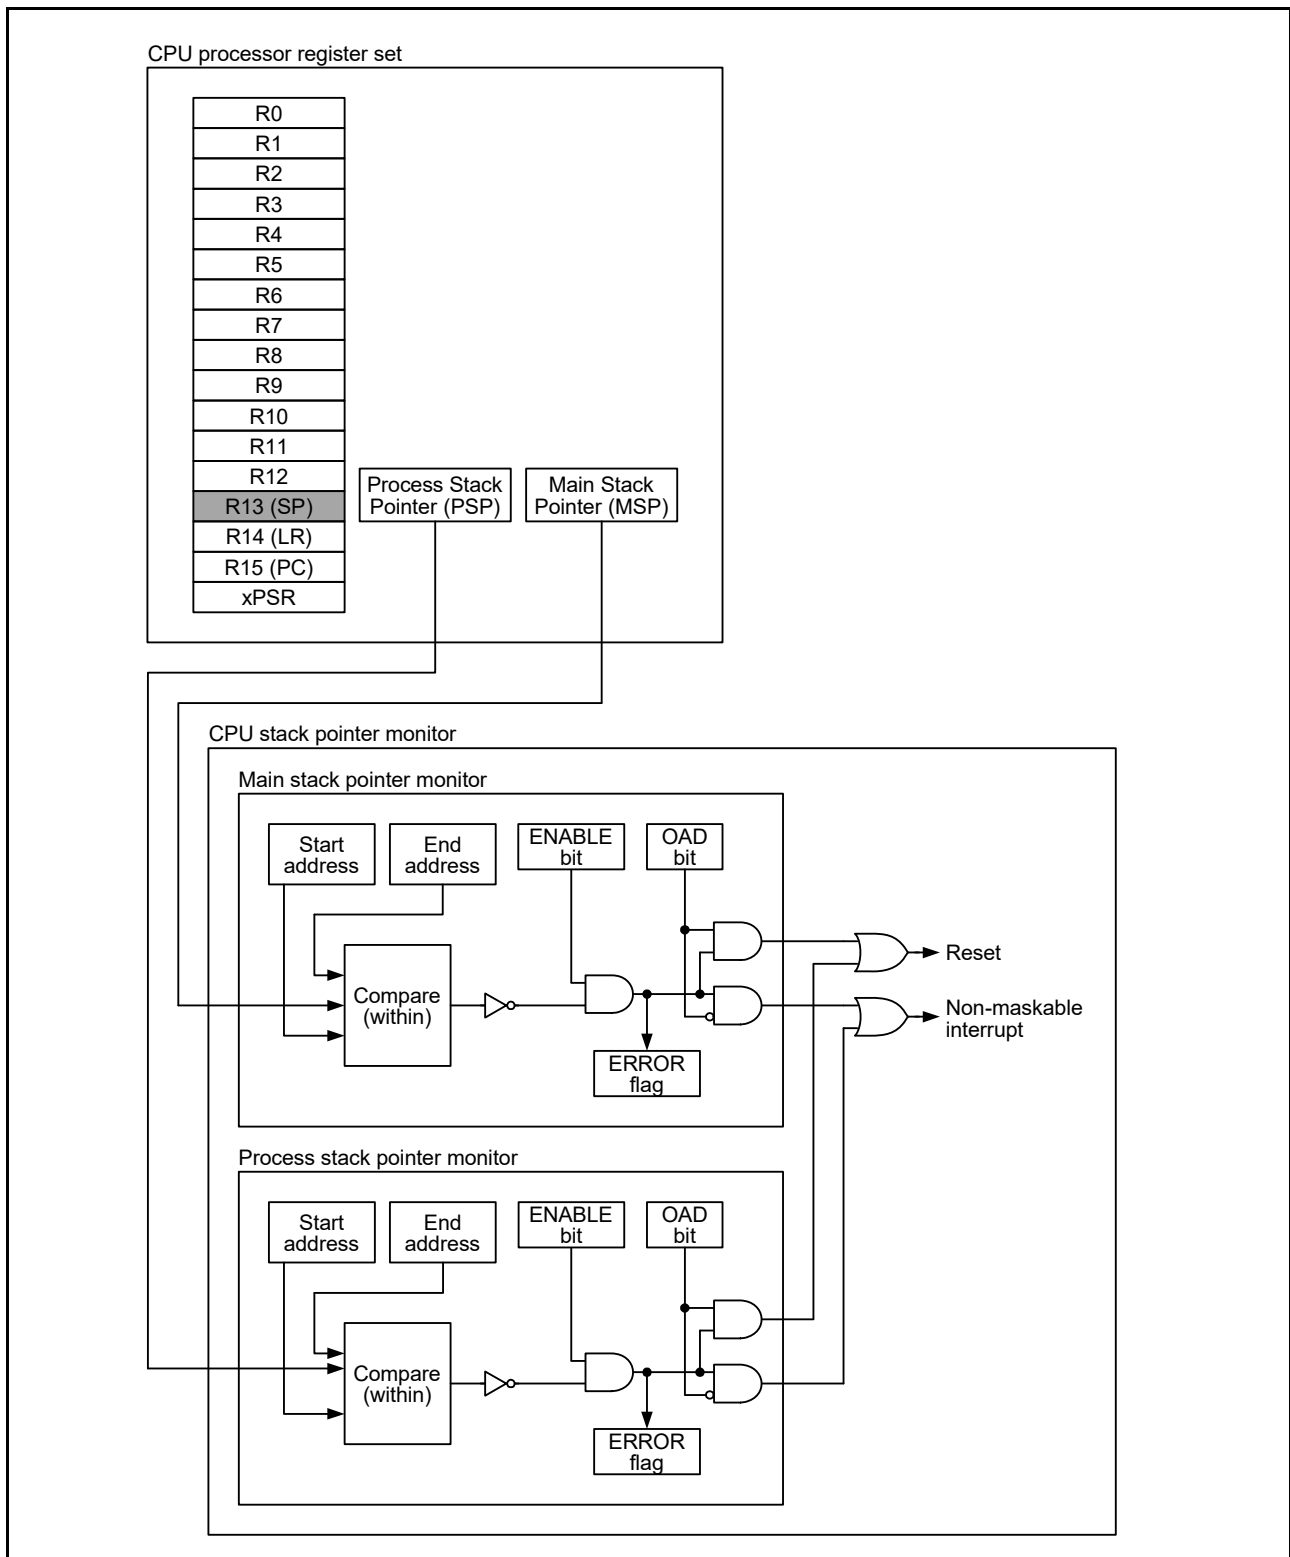 CPU processor register set
R0
R1
R2
R3
R4
R5
R6
R7
R8
R9
R10
R11
R12
R13 (SP)
R14 (LR)
R15 (PC)
xPSR
Process Stack
Pointer (PSP)
Main Stack
Pointer (MSP)
CPU stack pointer monitor
Main stack pointer monitor
Start
address
End
address
ENABLE
bit
OAD
bit
Compare
(within)
ERROR
flag
Reset
Non-maskable
interrupt
Process stack pointer monitor
Start
address
End
address
ENABLE
bit
OAD
bit
Compare
(within)
ERROR
flag